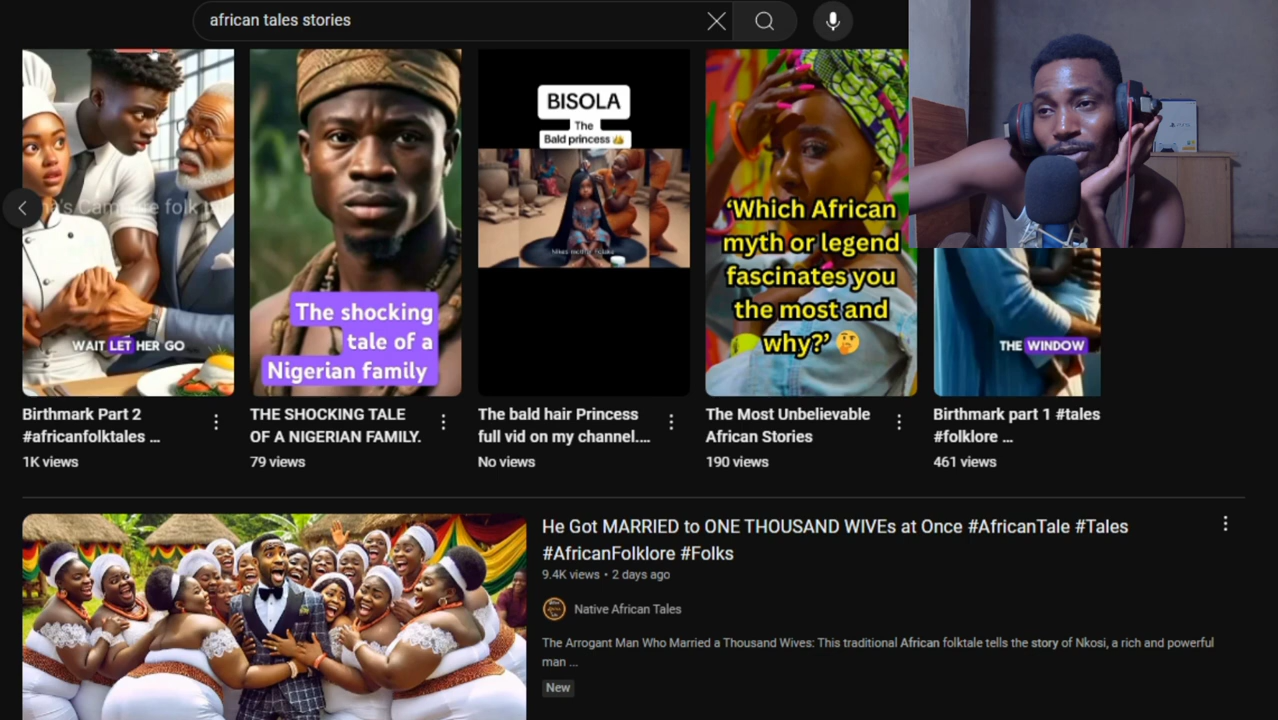 african tales stories
's Cam
e folk
WAIT LET HER GO
The shocking
tale of a
Nigerian family
BISOLA
The
Bald princess
'Which African
myth or legend
fascinates you
the most and
why?'
THE WINDOW
Birthmark Part 2
#africanfolktales ...
1K views
THE SHOCKING TALE
OF A NIGERIAN FAMILY.
79 views
The bald hair Princess
full vid on my channel....
No views
The Most Unbelievable
African Stories
190 views
Birthmark part 1 #tales
#folklore ...
461 views
He Got MARRIED to ONE THOUSAND WIVEs at Once #AfricanTale #Tales
#AfricanFolklore #Folks
9.4K views • 2 days ago
Native African Tales
The Arrogant Man Who Married a Thousand Wives: This traditional African folktale tells the story of Nkosi, a rich and powerful
man ...
New